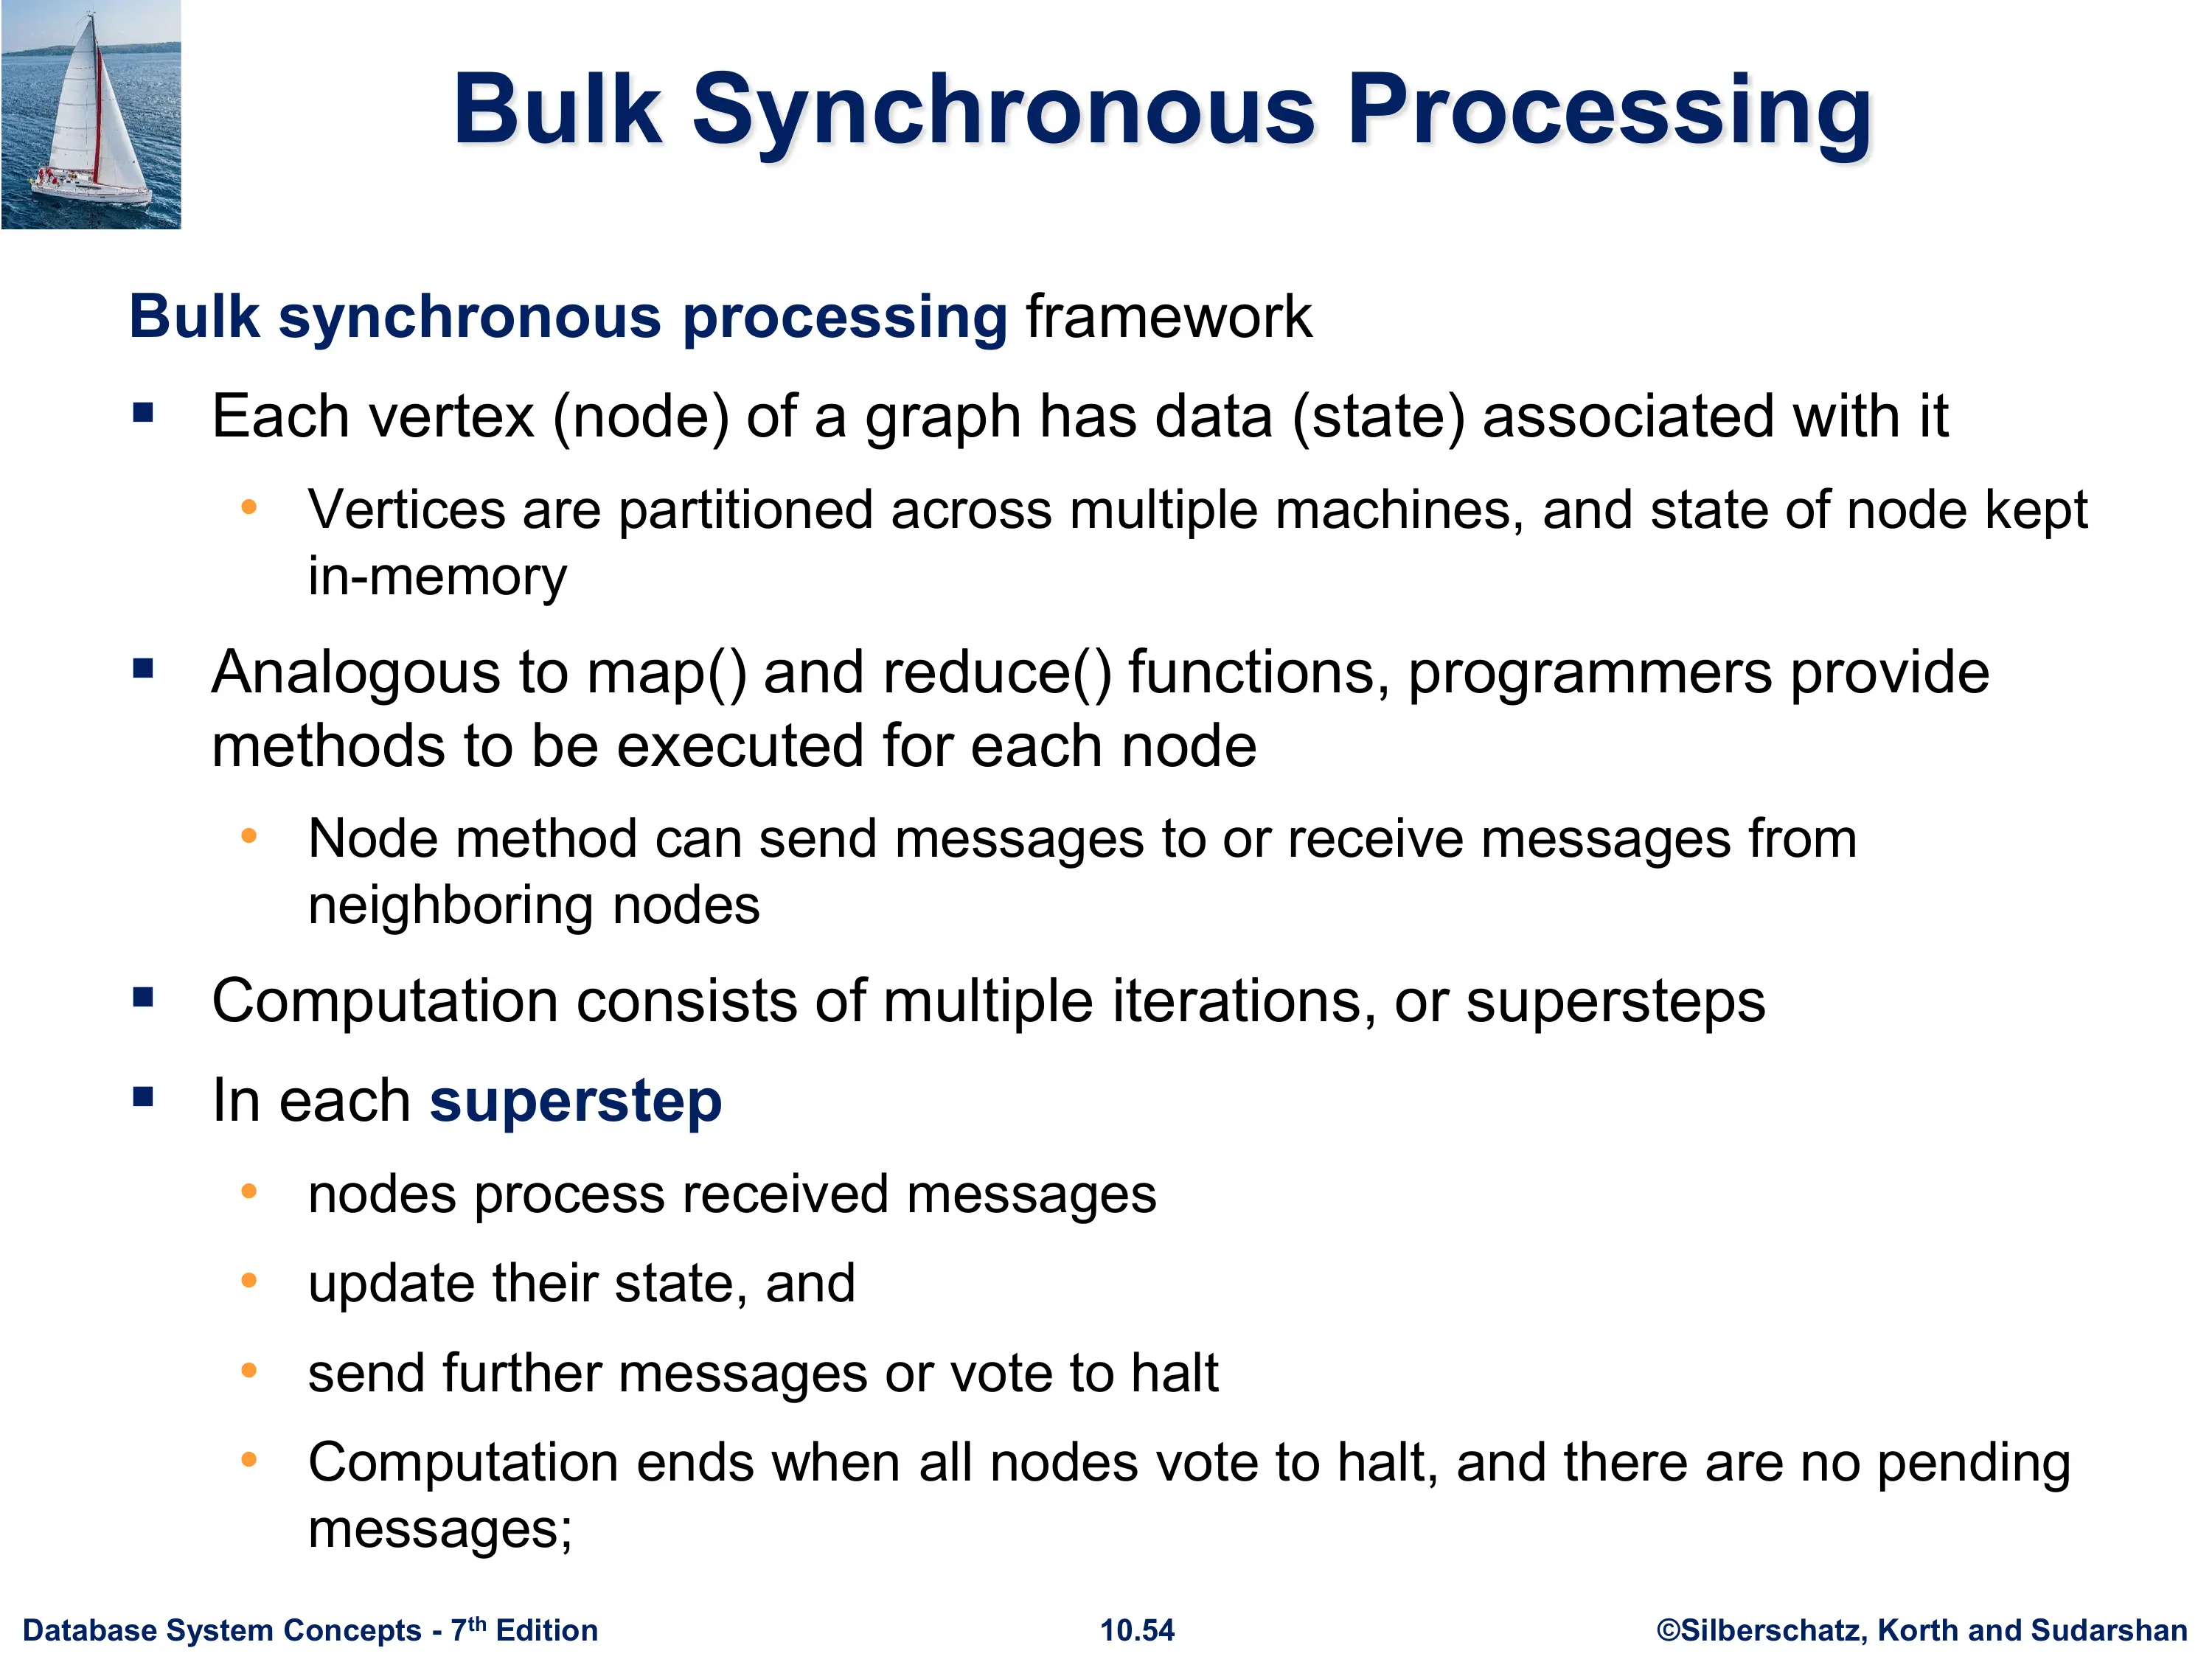 Bulk Synchronous Processing
Bulk synchronous processing framework
▪ Each vertex (node) of a graph has data (state) associated with it
• Vertices are partitioned across multiple machines, and state of node kept
in-memory
▪ Analogous to map() and reduce() functions, programmers provide
methods to be executed for each node
• Node method can send messages to or receive messages from
neighboring nodes
▪ Computation consists of multiple iterations, or supersteps
▪ In each superstep
• nodes process received messages
• update their state, and
• send further messages or vote to halt
• Computation ends when all nodes vote to halt, and there are no pending
messages;
Database System Concepts - 7th Edition 10.54 ©Silberschatz, Korth and Sudarshan